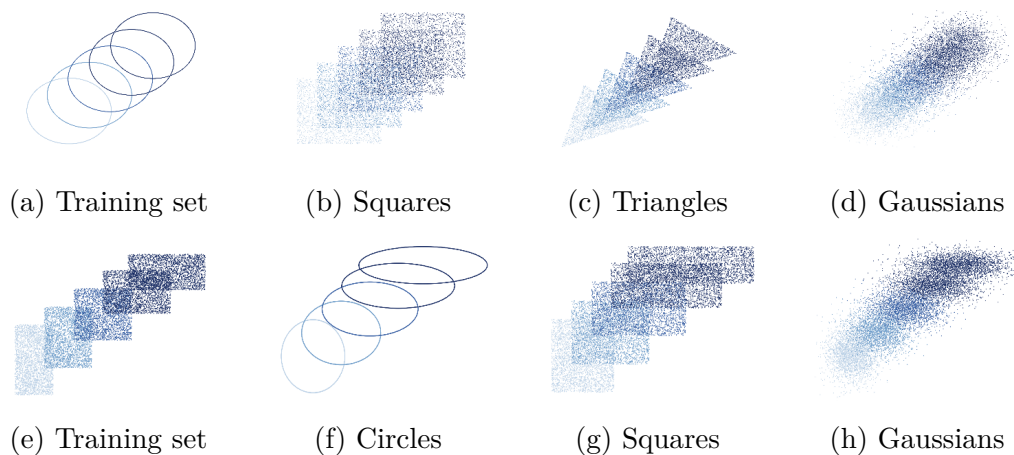 (a) Training set (b) Squares (c) Triangles (d) Gaussians
(e) Training set (f) Circles (g) Squares (h) Gaussians